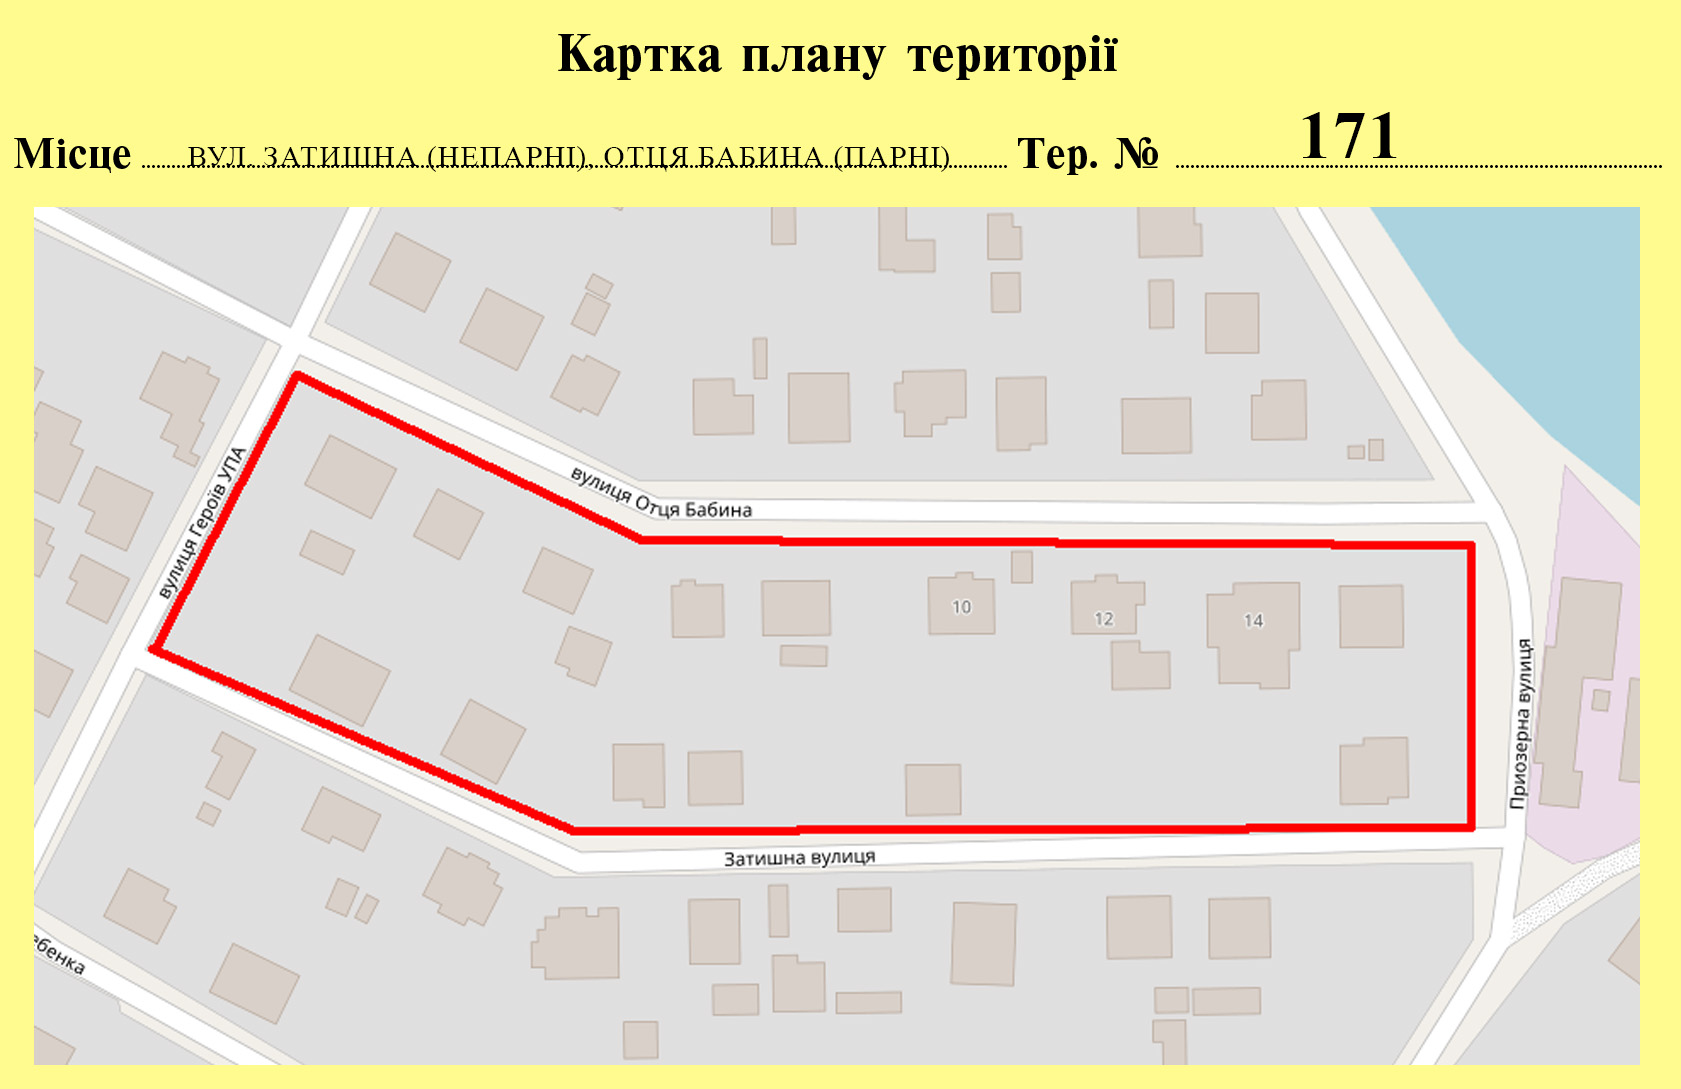 Картка плану території
Місце ВУЛ. ЗАТИШНА (НЕПАРНІ), ОТЦЯ БАБИНА (ПАРНІ) Тер. № 171
вулиця Героїв УПА
вулиця Отця Бабина
10
12
14
Приозерна вулиця
Затишна вулиця
ебенка